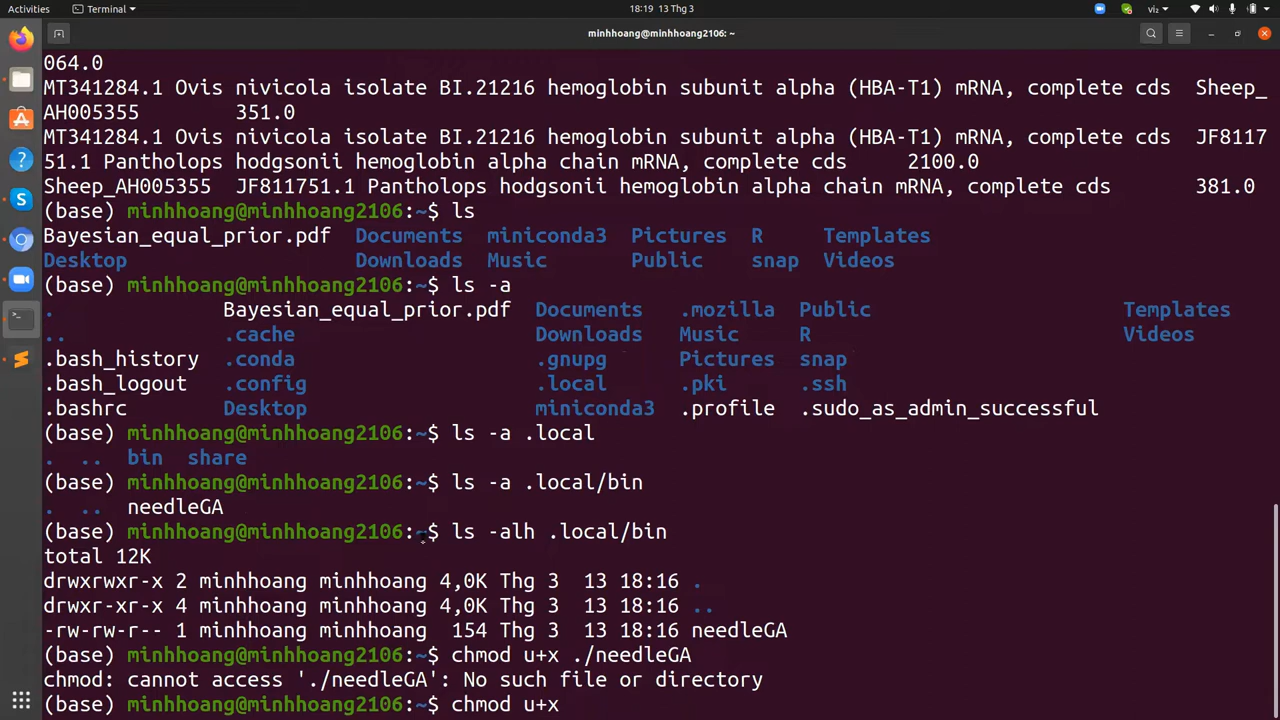 Activities Terminal 18:19 13 Thg 3 vi2
minhhoang@minhhoang2106: ~
064.0
MT341284.1 Ovis nivicola isolate BI.21216 hemoglobin subunit alpha (HBA-T1) mRNA, complete cds Sheep_
AH005355 351.0
MT341284.1 Ovis nivicola isolate BI.21216 hemoglobin subunit alpha (HBA-T1) mRNA, complete cds JF8117
51.1 Pantholops hodgsonii hemoglobin alpha chain mRNA, complete cds 2100.0
Sheep_AH005355 JF811751.1 Pantholops hodgsonii hemoglobin alpha chain mRNA, complete cds 381.0
(base) minhhoang@minhhoang2106:~$ ls
Bayesian_equal_prior.pdf Documents miniconda3 Pictures R Templates
Desktop Downloads Music Public snap Videos
(base) minhhoang@minhhoang2106:~$ ls -a
. Bayesian_equal_prior.pdf Documents .mozilla Public Templates
.. .cache Downloads Music R Videos
.bash_history .conda .gnupg Pictures snap
.bash_logout .config .local .pki .ssh
.bashrc Desktop miniconda3 .profile .sudo_as_admin_successful
(base) minhhoang@minhhoang2106:~$ ls -a .local
. .. bin share
(base) minhhoang@minhhoang2106:~$ ls -a .local/bin
. .. needleGA
(base) minhhoang@minhhoang2106:~$ ls -alh .local/bin
total 12K
drwxrwxr-x 2 minhhoang minhhoang 4,0K Thg 3 13 18:16 .
drwxr-xr-x 4 minhhoang minhhoang 4,0K Thg 3 13 18:16 ..
-rw-rw-r-- 1 minhhoang minhhoang 154 Thg 3 13 18:16 needleGA
(base) minhhoang@minhhoang2106:~$ chmod u+x ./needleGA
chmod: cannot access './needleGA': No such file or directory
(base) minhhoang@minhhoang2106:~$ chmod u+x